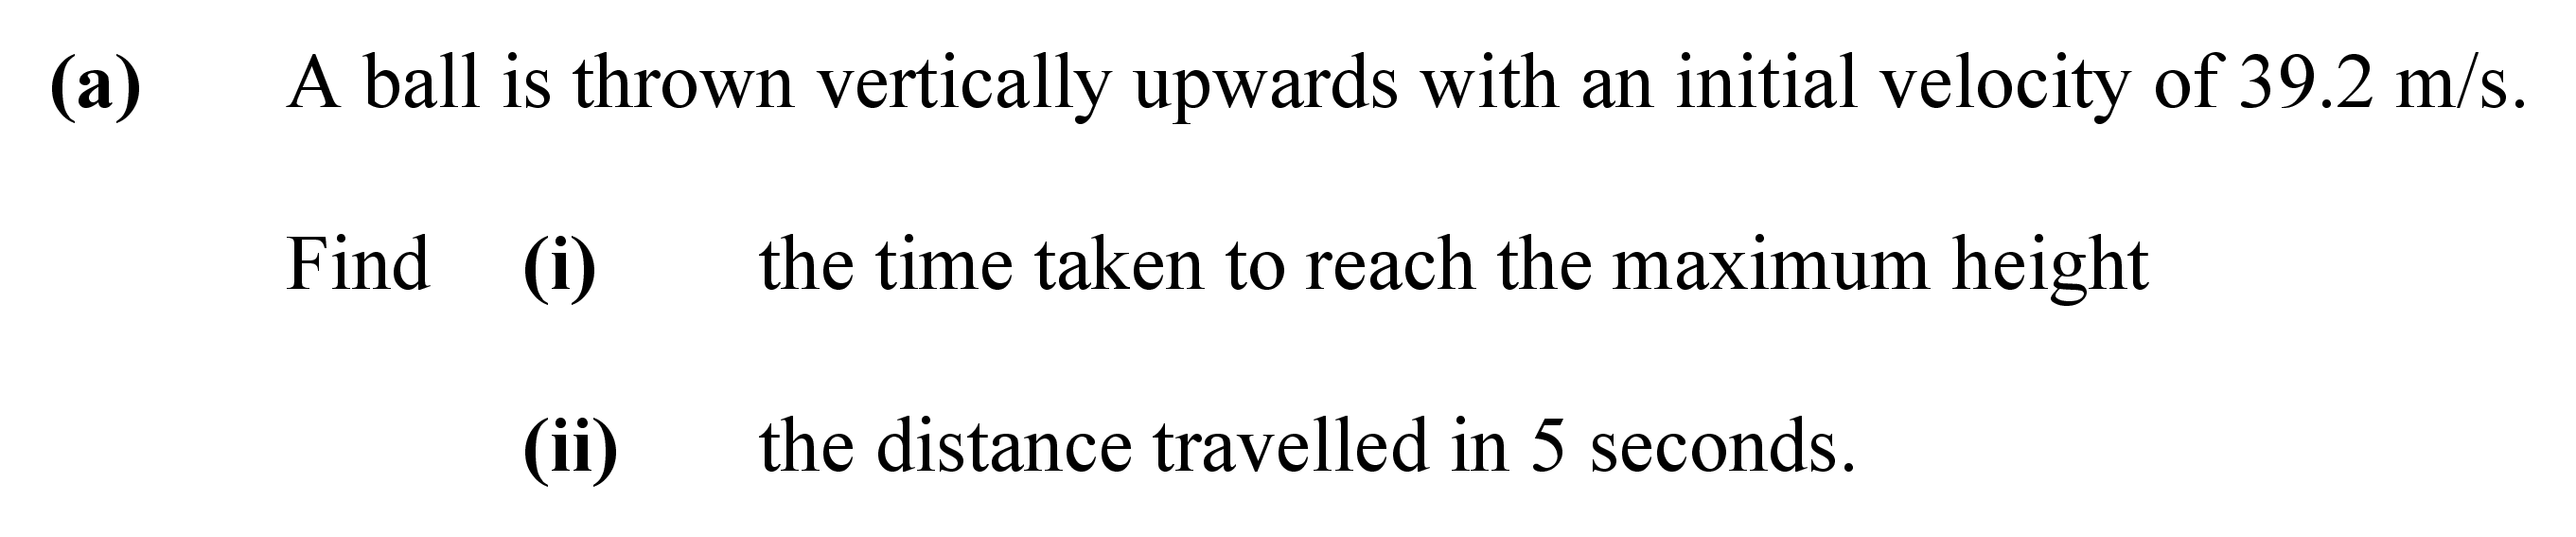 (a) A ball is thrown vertically upwards with an initial velocity of 39.2 m/s.
Find (i) the time taken to reach the maximum height
(ii) the distance travelled in 5 seconds.